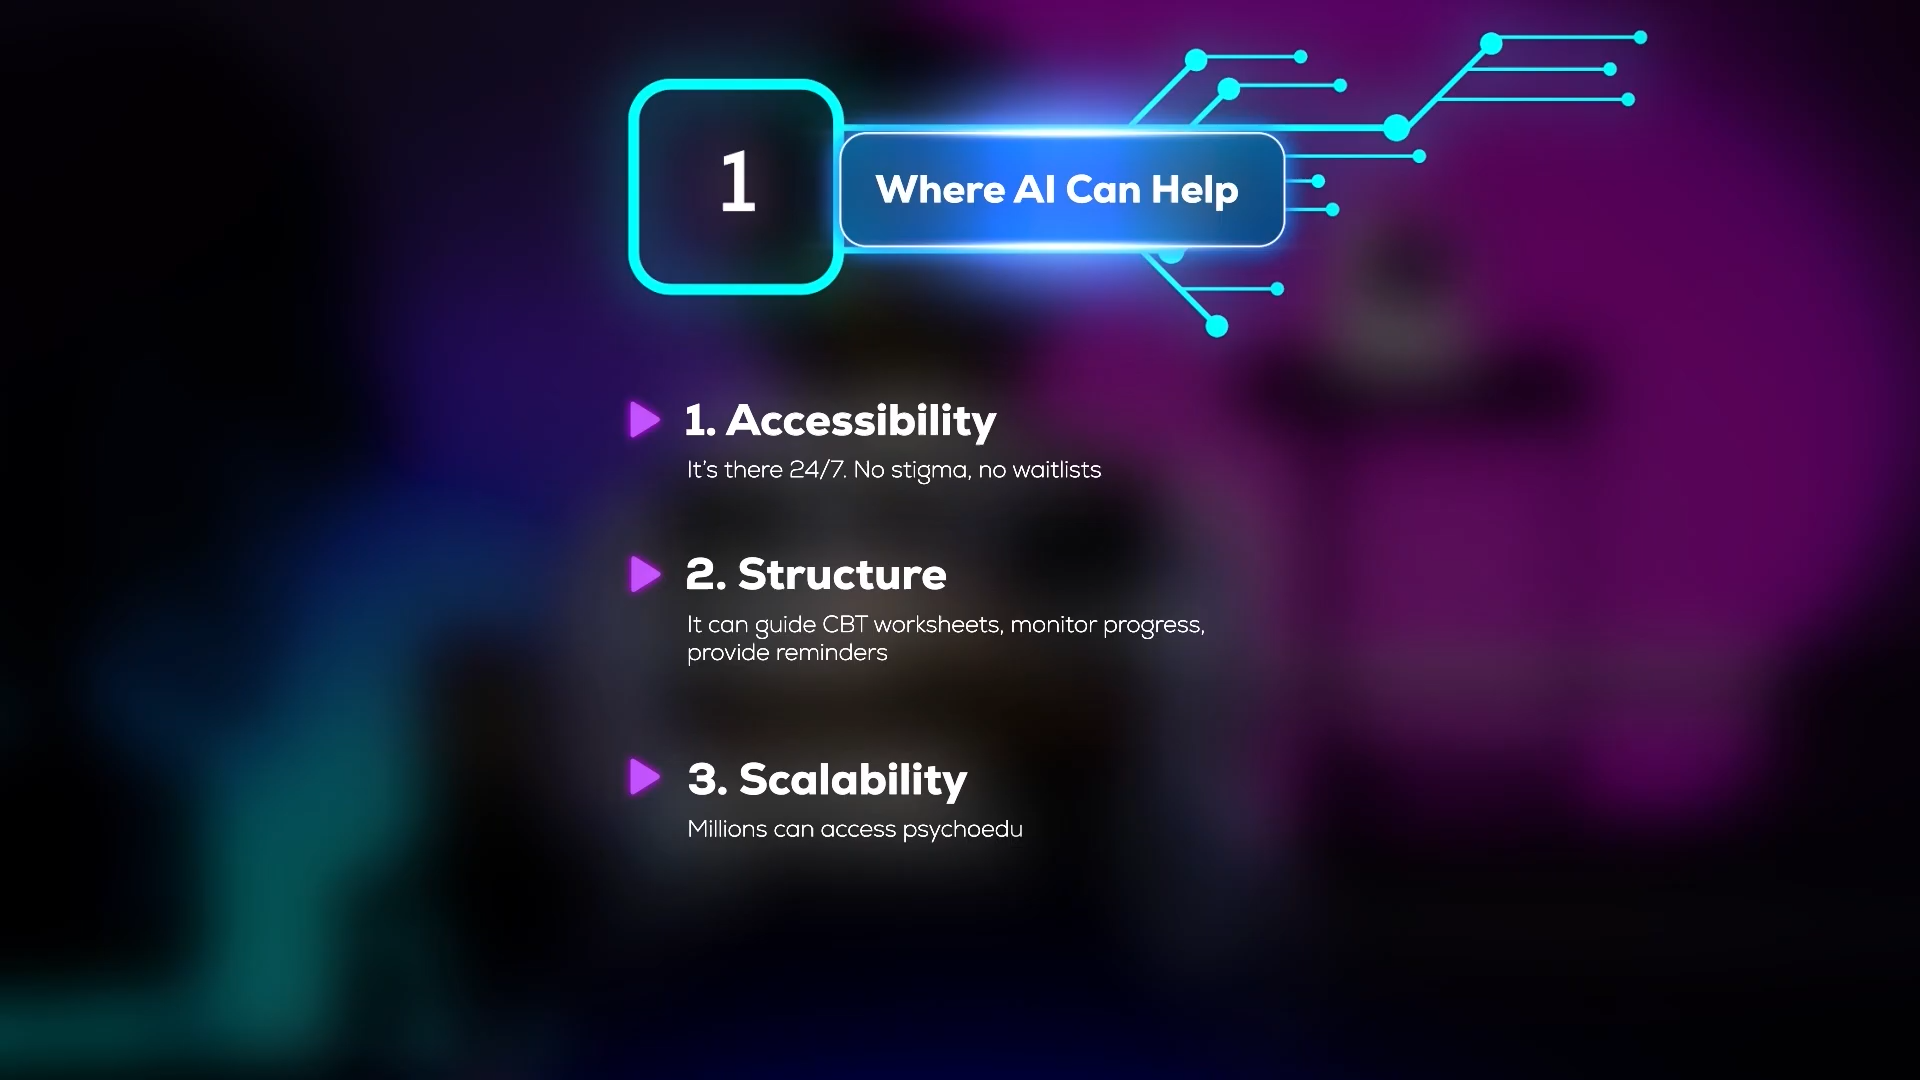 1
Where AI Can Help
1. Accessibility
It's there 24/7. No stigma, no waitlists
2. Structure
It can guide CBT worksheets, monitor progress,
provide reminders
3. Scalability
Millions can access psychoedu